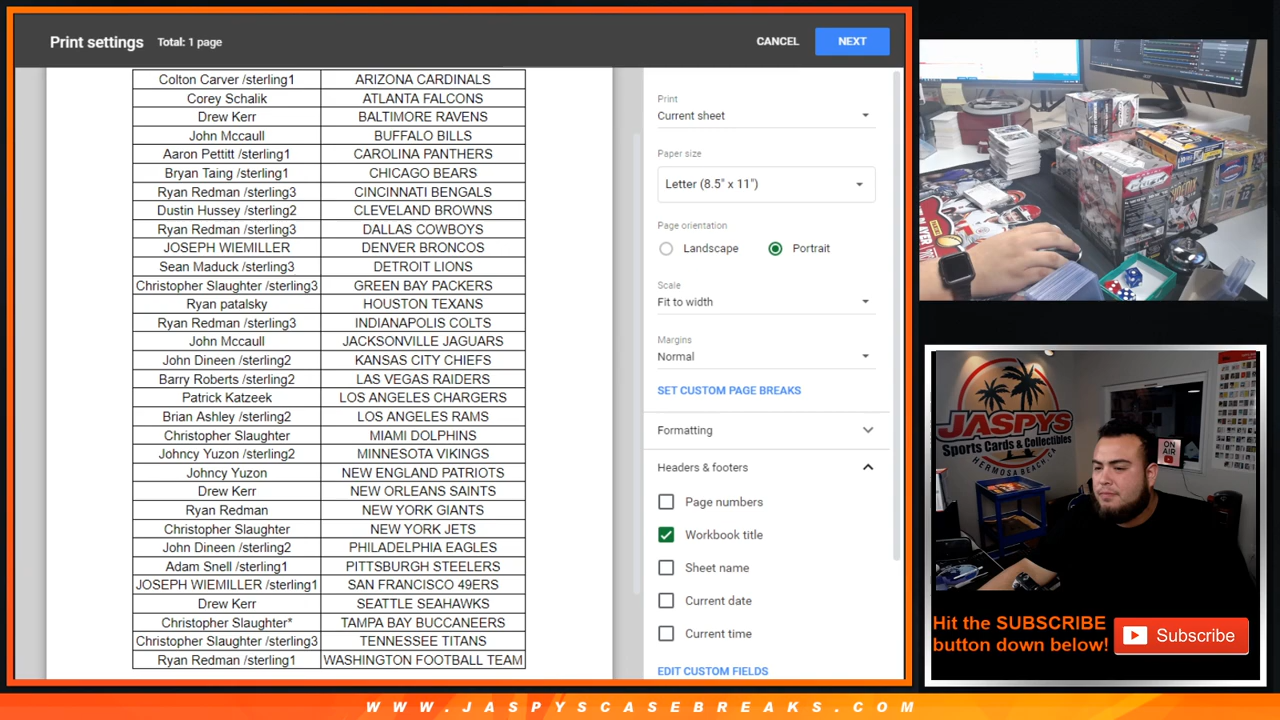 Print settings Total: 1 page CANCEL NEXT
Colton Carver /sterling1 ARIZONA CARDINALS
Corey Schalik ATLANTA FALCONS
Drew Kerr BALTIMORE RAVENS
John Mccaull BUFFALO BILLS
Aaron Pettitt /sterling1 CAROLINA PANTHERS
Bryan Taing /sterling1 CHICAGO BEARS
Ryan Redman /sterling3 CINCINNATI BENGALS
Dustin Hussey /sterling2 CLEVELAND BROWNS
Ryan Redman /sterling3 DALLAS COWBOYS
JOSEPH WIEMILLER DENVER BRONCOS
Sean Maduck /sterling3 DETROIT LIONS
Christopher Slaughter /sterling3 GREEN BAY PACKERS
Ryan patalsky HOUSTON TEXANS
Ryan Redman /sterling3 INDIANAPOLIS COLTS
John Mccaull JACKSONVILLE JAGUARS
John Dineen /sterling2 KANSAS CITY CHIEFS
Barry Roberts /sterling2 LAS VEGAS RAIDERS
Patrick Katzeek LOS ANGELES CHARGERS
Brian Ashley /sterling2 LOS ANGELES RAMS
Christopher Slaughter MIAMI DOLPHINS
Johncy Yuzon /sterling2 MINNESOTA VIKINGS
Johncy Yuzon NEW ENGLAND PATRIOTS
Drew Kerr NEW ORLEANS SAINTS
Ryan Redman NEW YORK GIANTS
Christopher Slaughter NEW YORK JETS
John Dineen /sterling2 PHILADELPHIA EAGLES
Adam Snell /sterling1 PITTSBURGH STEELERS
JOSEPH WIEMILLER /sterling1 SAN FRANCISCO 49ERS
Drew Kerr SEATTLE SEAHAWKS
Christopher Slaughter* TAMPA BAY BUCCANEERS
Christopher Slaughter /sterling3 TENNESSEE TITANS
Ryan Redman /sterling1 WASHINGTON FOOTBALL TEAM
Print
Current sheet
Paper size
Letter (8.5" x 11")
Page orientation
Landscape Portrait
Scale
Fit to width
Margins
Normal
SET CUSTOM PAGE BREAKS
Formatting
Headers & footers
Page numbers
Workbook title
Sheet name
Current date
Current time
EDIT CUSTOM FIELDS
PRIZM
JASPYS
Sports Cards & Collectibles
HERMOSA BEACH, CA
ON AIR
Hit the SUBSCRIBE
button down below!
Subscribe
WWW.JASPYSCASEBREAKS.COM